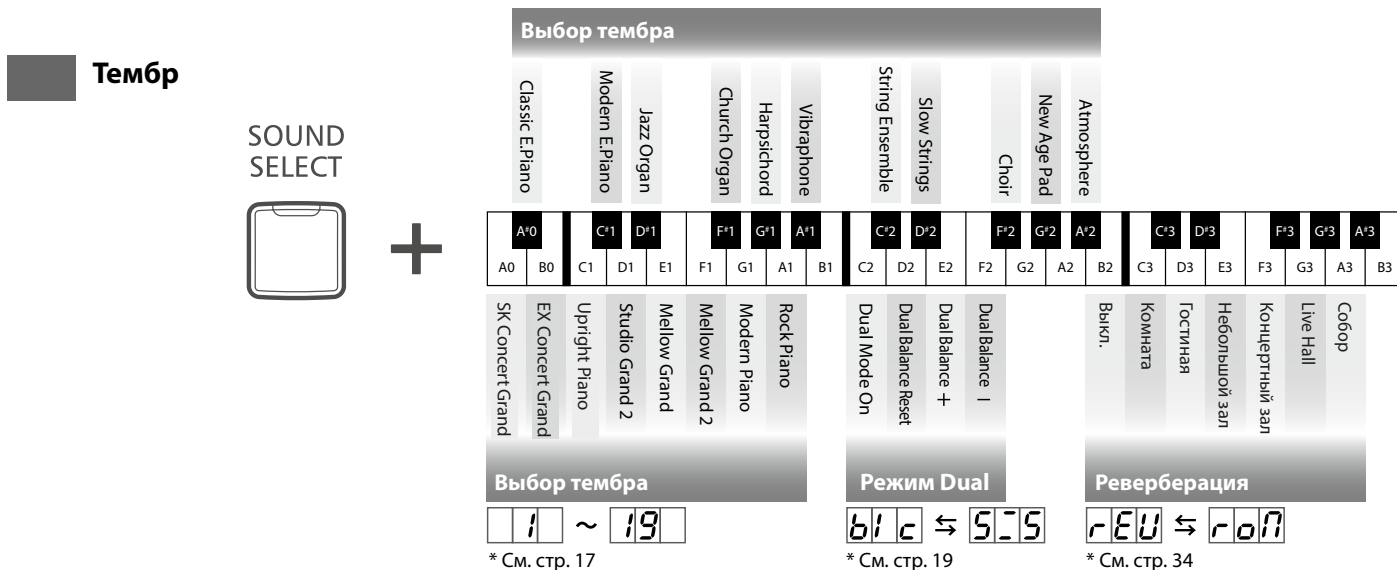 Выбор тембра
Тембр
SOUND
SELECT
Classic E.Piano
Modern E.Piano
Jazz Organ
Church Organ
Harpsichord
Vibraphone
String Ensemble
Slow Strings
Choir
New Age Pad
Atmosphere
+
A#0 C#1 D#1 F#1 G#1 A#1 C#2 D#2 F#2 G#2 A#2 C#3 D#3 F#3 G#3 A#3
A0 B0 C1 D1 E1 F1 G1 A1 B1 C2 D2 E2 F2 G2 A2 B2 C3 D3 E3 F3 G3 A3 B3
SK Concert Grand
EX Concert Grand
Upright Piano
Studio Grand 2
Mellow Grand
Mellow Grand 2
Modern Piano
Rock Piano
Dual Mode On
Dual Balance Reset
Dual Balance +
Dual Balance –
Выкл.
Комната
Гостиная
Небольшой зал
Концертный зал
Live Hall
Собор
Выбор тембра
Режим Dual
Реверберация
1 ~ 19
b1c ⇆ 5=5
rEU ⇆ roП
* См. стр. 17
* См. стр. 19
* См. стр. 34